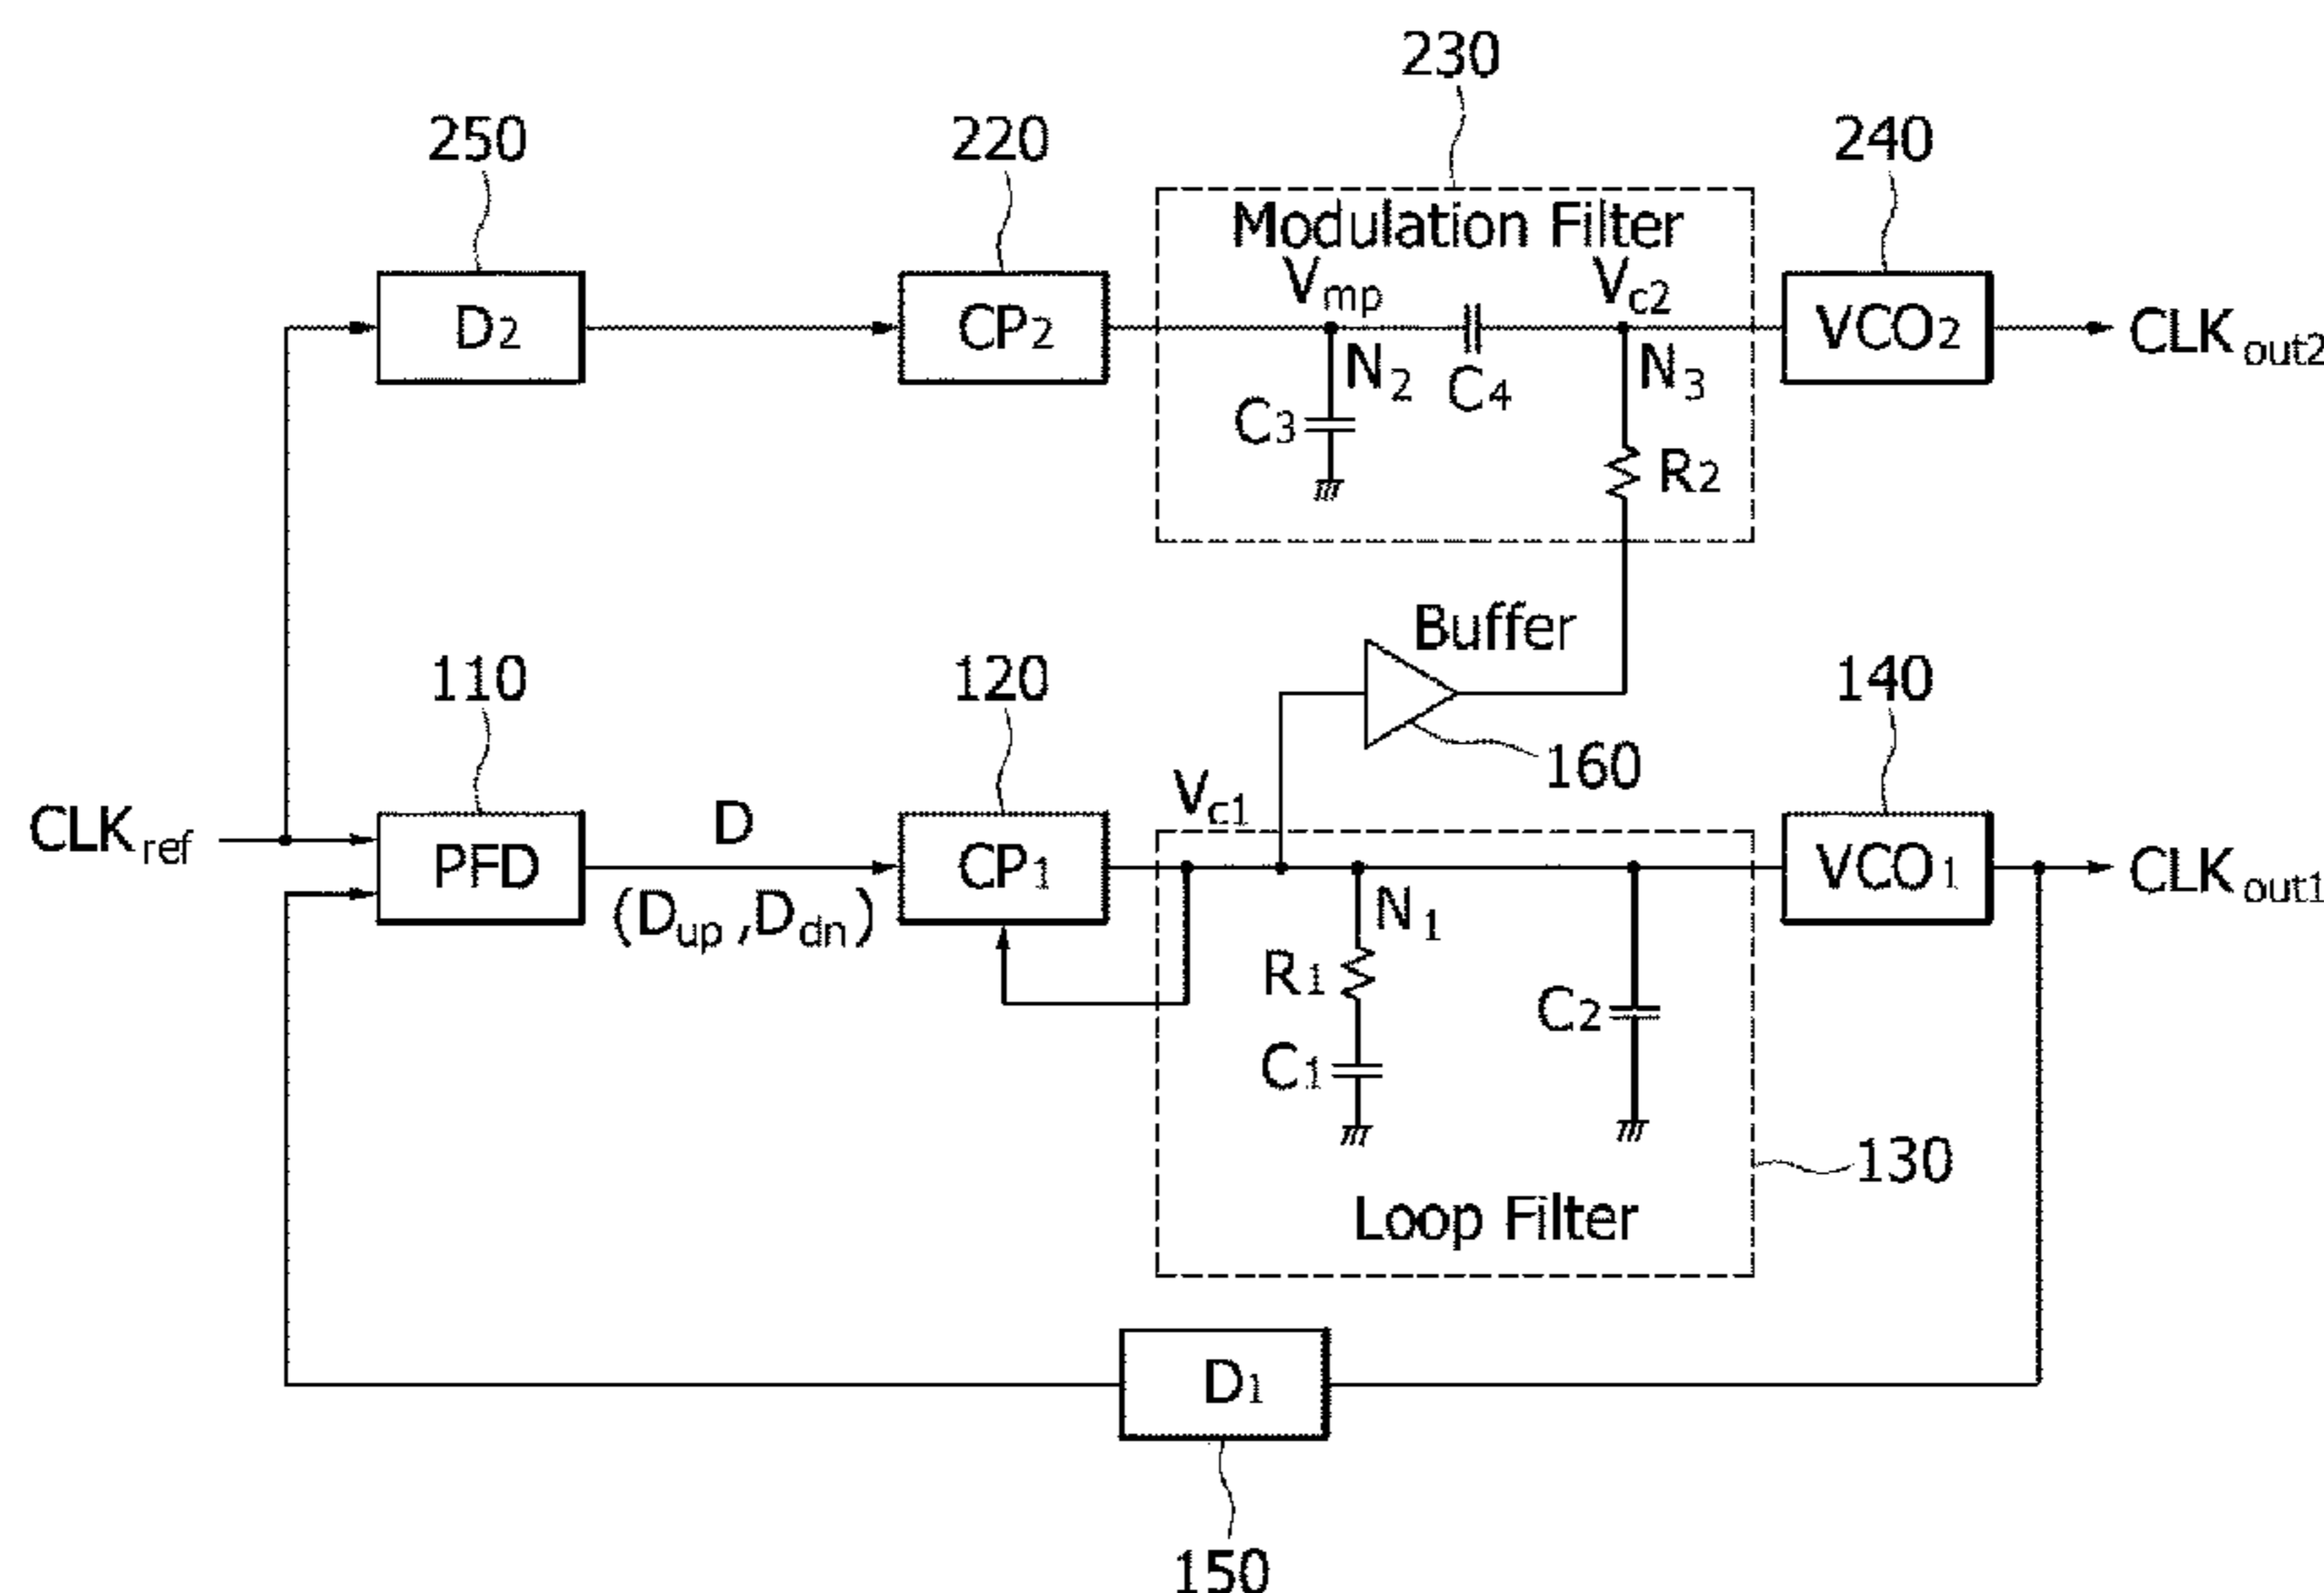 230
250
220
240
Modulation Filter
Vmp
Vc2
D2
CP2
VCO2
CLKout2
N2
C4
N3
C3
R2
Buffer
110
120
140
160
Vc1
CLKref
PFD
D
(Dup,Ddn)
CP1
VCO1
CLKout1
N1
R1
C2
C1
130
Loop Filter
D1
150